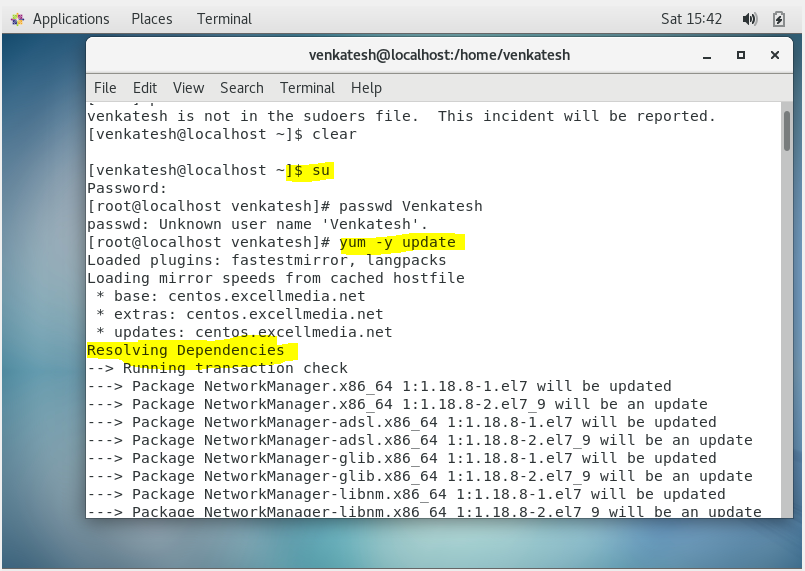 Applications Places Terminal Sat 15:42
venkatesh@localhost:/home/venkatesh
File Edit View Search Terminal Help
venkatesh is not in the sudoers file.  This incident will be reported.
[venkatesh@localhost ~]$ clear
[venkatesh@localhost ~]$ su
Password:
[root@localhost venkatesh]# passwd Venkatesh
passwd: Unknown user name 'Venkatesh'.
[root@localhost venkatesh]# yum -y update
Loaded plugins: fastestmirror, langpacks
Loading mirror speeds from cached hostfile
 * base: centos.excellmedia.net
 * extras: centos.excellmedia.net
 * updates: centos.excellmedia.net
Resolving Dependencies
--> Running transaction check
---> Package NetworkManager.x86_64 1:1.18.8-1.el7 will be updated
---> Package NetworkManager.x86_64 1:1.18.8-2.el7_9 will be an update
---> Package NetworkManager-adsl.x86_64 1:1.18.8-1.el7 will be updated
---> Package NetworkManager-adsl.x86_64 1:1.18.8-2.el7_9 will be an update
---> Package NetworkManager-glib.x86_64 1:1.18.8-1.el7 will be updated
---> Package NetworkManager-glib.x86_64 1:1.18.8-2.el7_9 will be an update
---> Package NetworkManager-libnm.x86_64 1:1.18.8-1.el7 will be updated
---> Package NetworkManager-libnm.x86_64 1:1.18.8-2.el7_9 will be an update